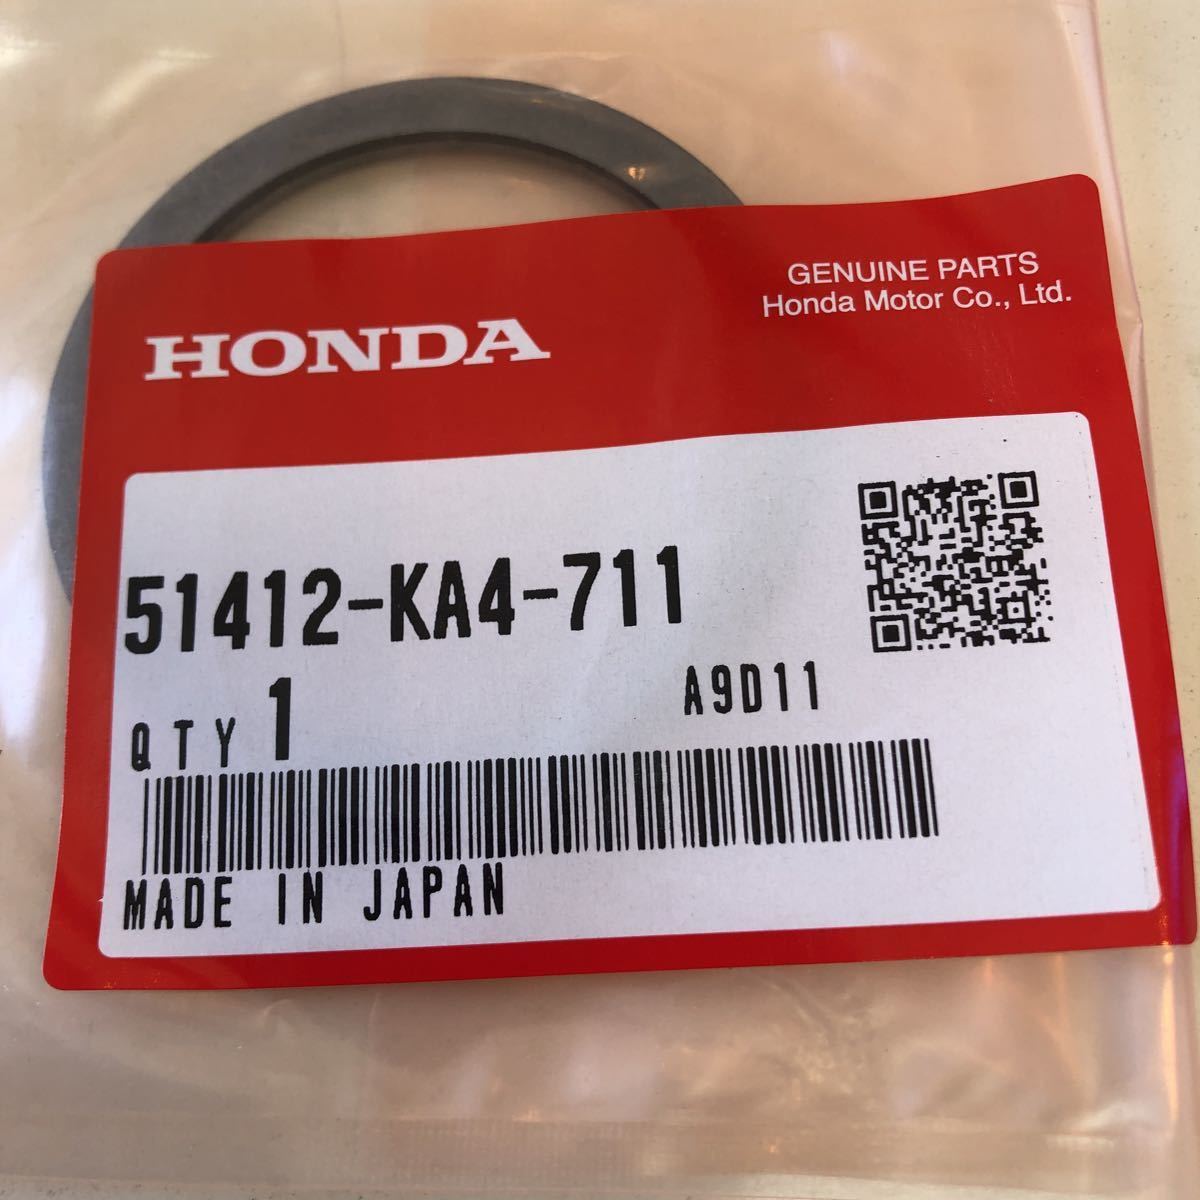 GENUINE PARTS
Honda Motor Co., Ltd.
HONDA
51412-KA4-711
QTY 1
A9D11
MADE IN JAPAN